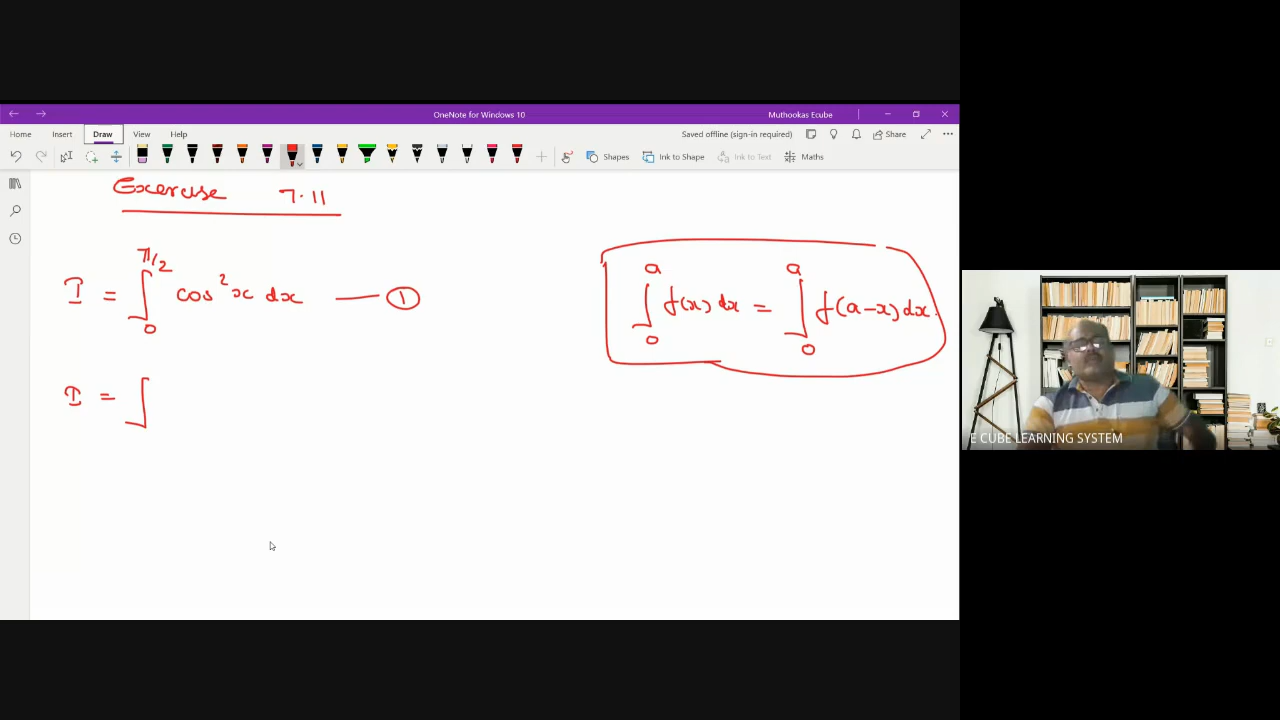 OneNote for Windows 10
Muthookas Ecube
Home Insert Draw View Help
Saved offline (sign-in required) Share
Shapes Ink to Shape Ink to Text Maths
Exercise 7.11
I = ∫₀^{π/2} cos²x dx —— ①
∫₀^a f(x) dx = ∫₀^a f(a-x) dx.
I = ∫
E CUBE LEARNING SYSTEM